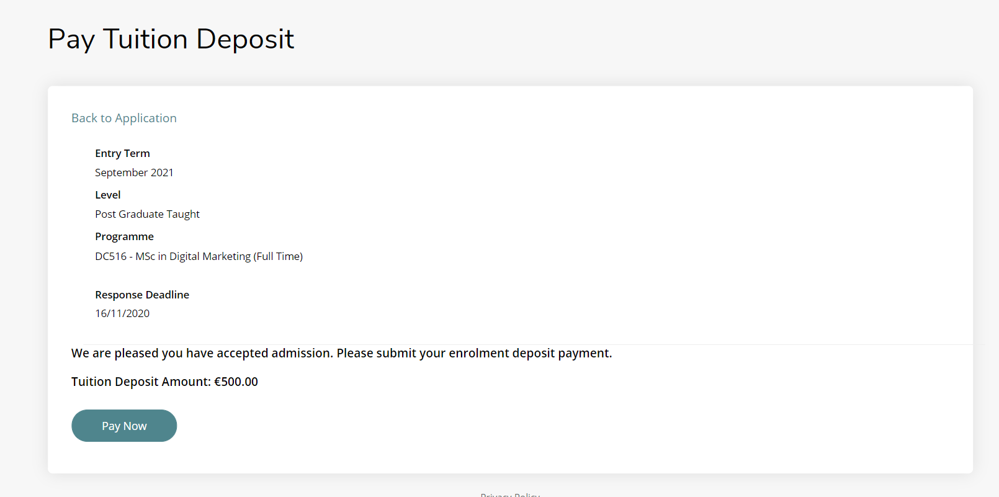 Pay Tuition Deposit
Back to Application
Entry Term
September 2021
Level
Post Graduate Taught
Programme
DC516 - MSc in Digital Marketing (Full Time)
Response Deadline
16/11/2020
We are pleased you have accepted admission. Please submit your enrolment deposit payment.
Tuition Deposit Amount: €500.00
Pay Now
Privacy Policy